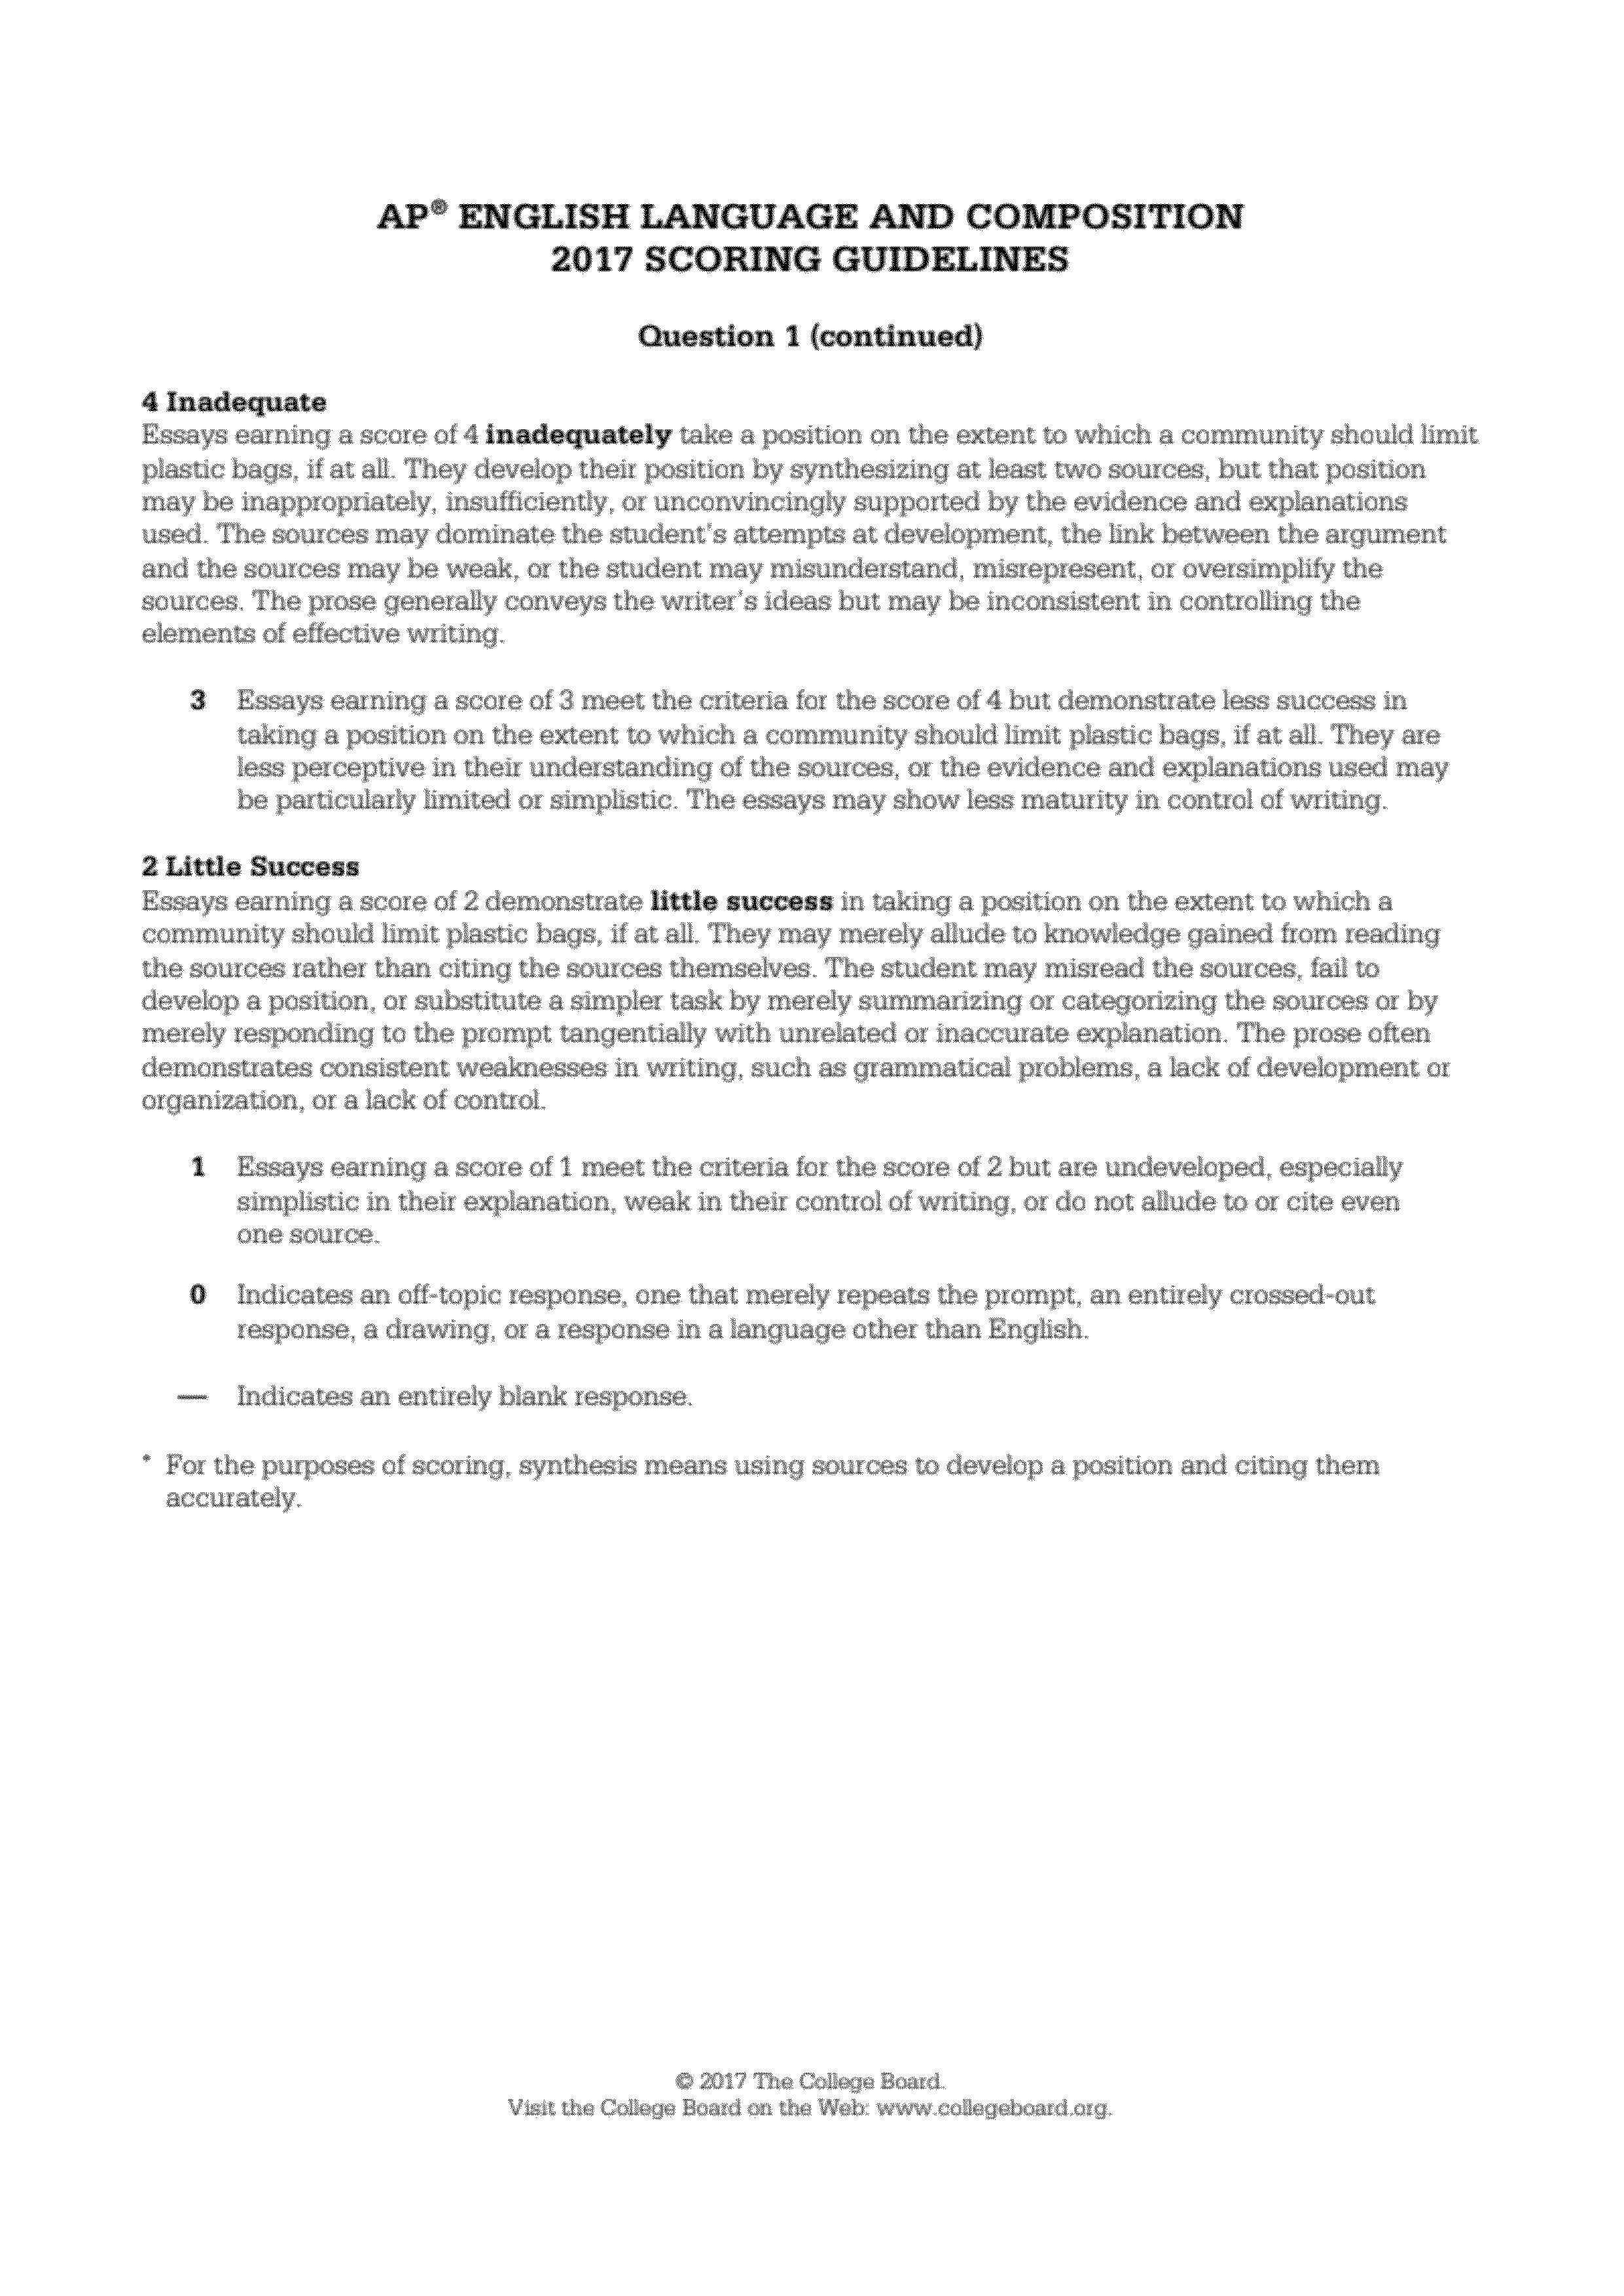 AP® ENGLISH LANGUAGE AND COMPOSITION
2017 SCORING GUIDELINES
Question 1 (continued)
4 Inadequate
Essays earning a score of 4 inadequately take a position on the extent to which a community should limit
plastic bags, if at all. They develop their position by synthesizing at least two sources, but that position
may be inappropriately, insufficiently, or unconvincingly supported by the evidence and explanations
used. The sources may dominate the student's attempts at development, the link between the argument
and the sources may be weak, or the student may misunderstand, misrepresent, or oversimplify the
sources. The prose generally conveys the writer's ideas but may be inconsistent in controlling the
elements of effective writing.
3 Essays earning a score of 3 meet the criteria for the score of 4 but demonstrate less success in
taking a position on the extent to which a community should limit plastic bags, if at all. They are
less perceptive in their understanding of the sources, or the evidence and explanations used may
be particularly limited or simplistic. The essays may show less maturity in control of writing.
2 Little Success
Essays earning a score of 2 demonstrate little success in taking a position on the extent to which a
community should limit plastic bags, if at all. They may merely allude to knowledge gained from reading
the sources rather than citing the sources themselves. The student may misread the sources, fail to
develop a position, or substitute a simpler task by merely summarizing or categorizing the sources or by
merely responding to the prompt tangentially with unrelated or inaccurate explanation. The prose often
demonstrates consistent weaknesses in writing, such as grammatical problems, a lack of development or
organization, or a lack of control.
1 Essays earning a score of 1 meet the criteria for the score of 2 but are undeveloped, especially
simplistic in their explanation, weak in their control of writing, or do not allude to or cite even
one source.
0 Indicates an off-topic response, one that merely repeats the prompt, an entirely crossed-out
response, a drawing, or a response in a language other than English.
— Indicates an entirely blank response.
* For the purposes of scoring, synthesis means using sources to develop a position and citing them
accurately.
© 2017 The College Board.
Visit the College Board on the Web: www.collegeboard.org.